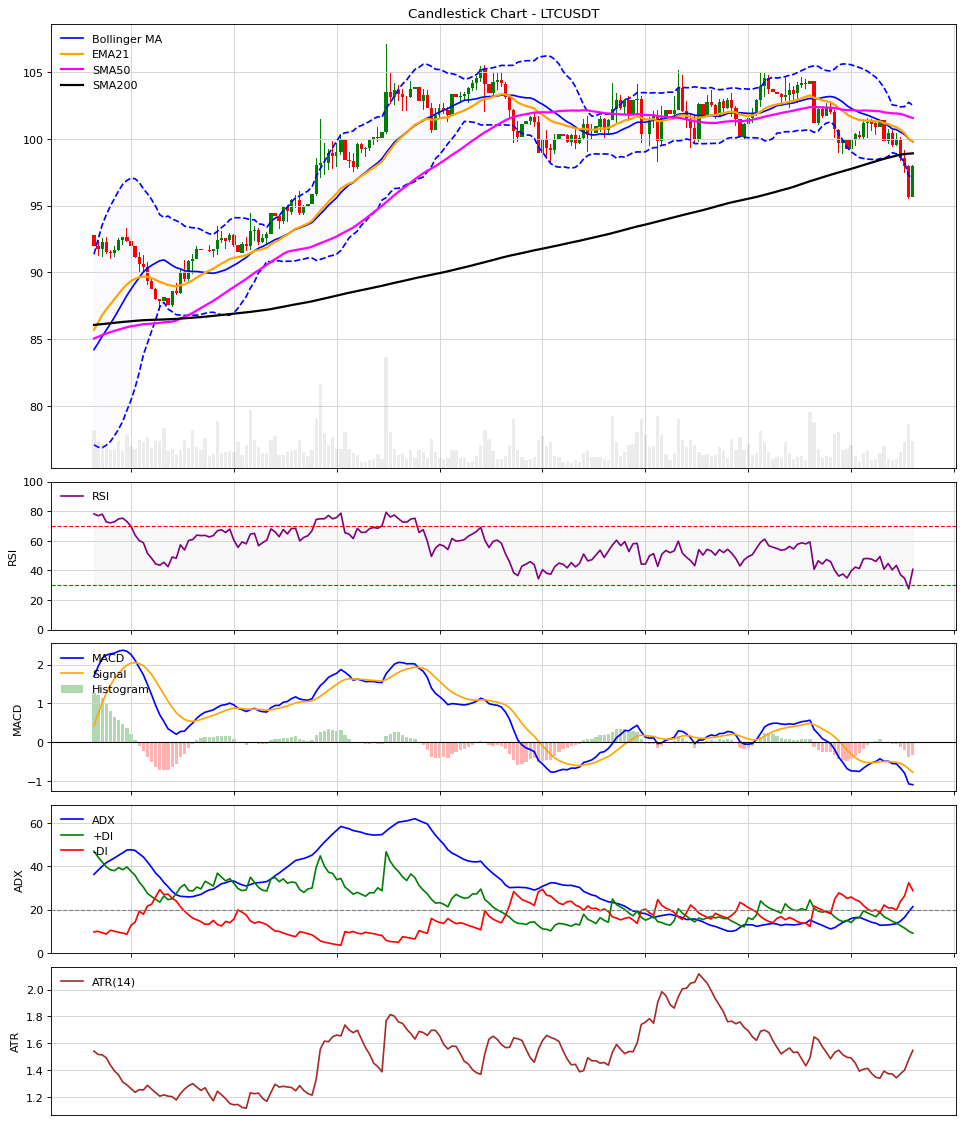 Candlestick Chart - LTCUSDT
Bollinger MA
EMA21
SMA50
SMA200
105
100
95
90
85
80
RSI
100
80
60
40
20
0
RSI
MACD
Signal
Histogram
2
1
0
−1
MACD
ADX
+DI
-DI
60
40
20
0
ADX
ATR(14)
2.0
1.8
1.6
1.4
1.2
ATR